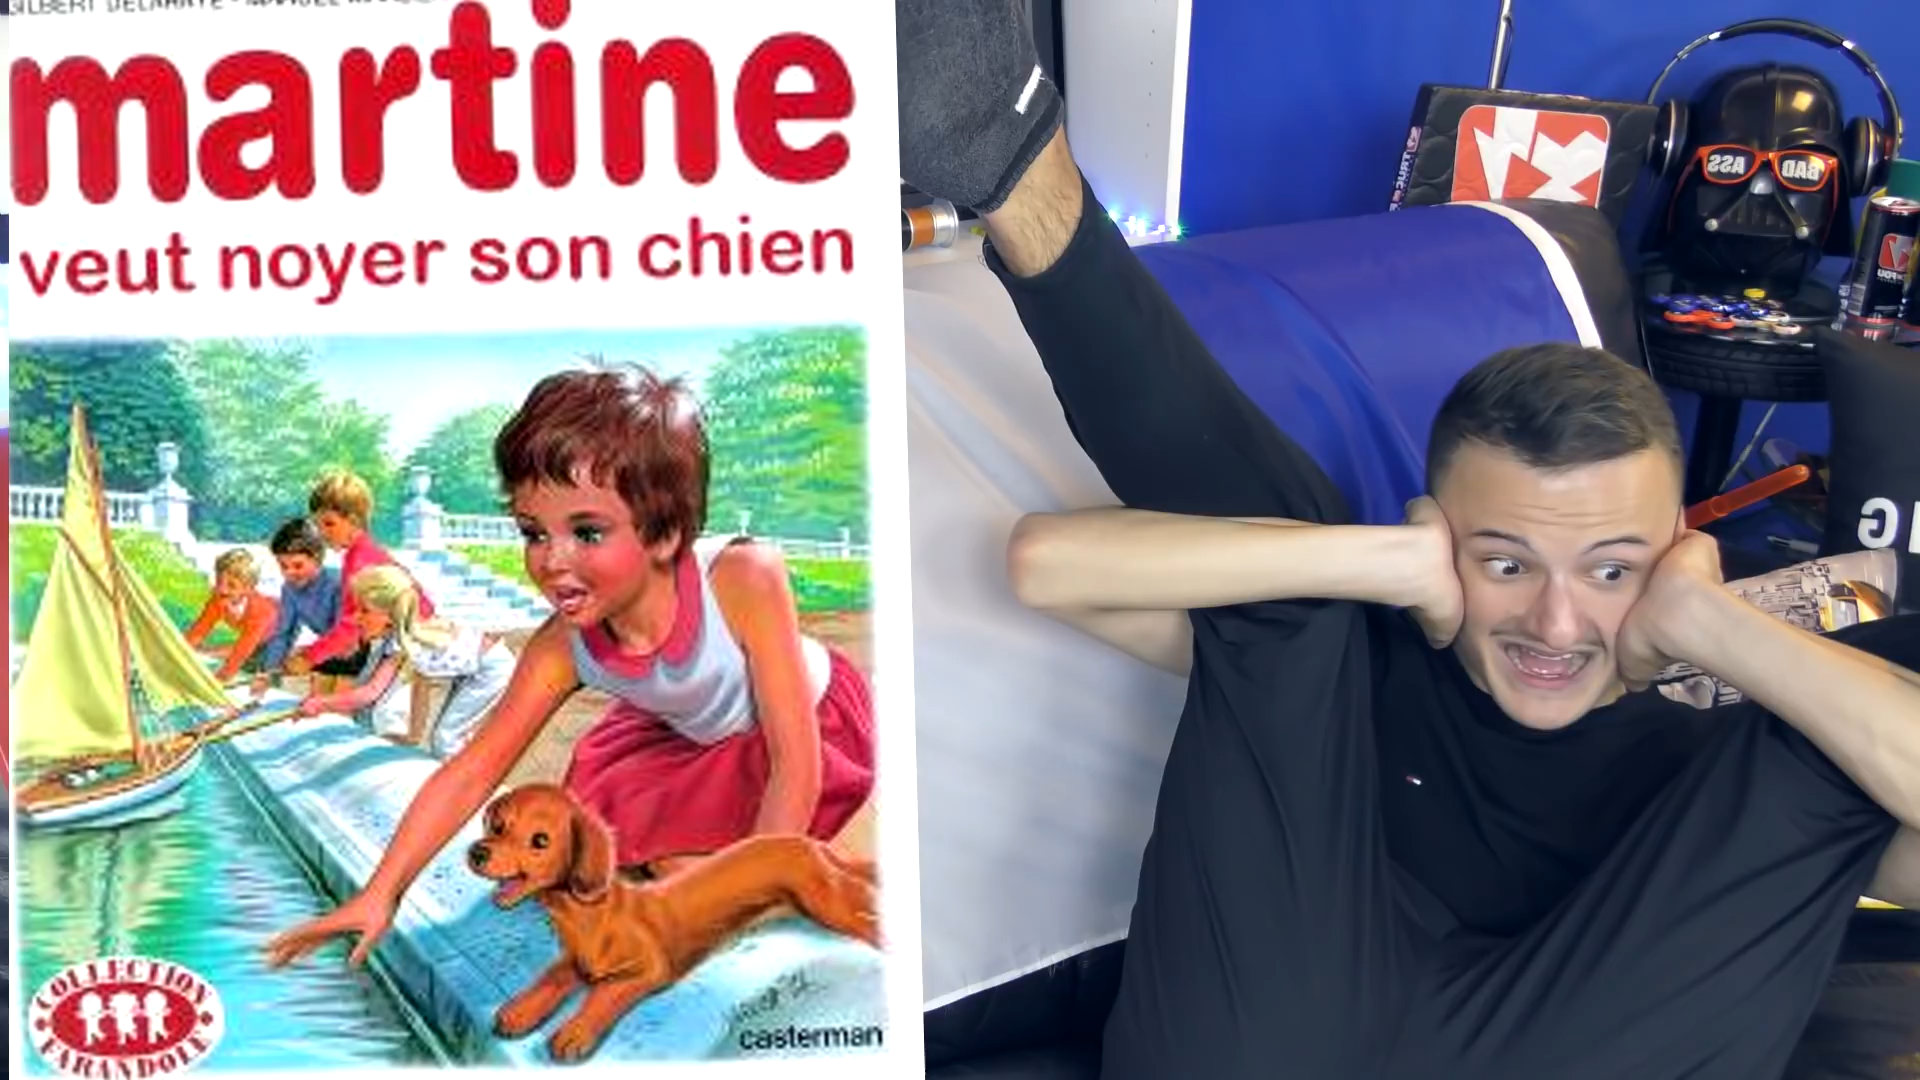 martine
veut noyer son chien
COLLECTION
FARANDOLE
casterman
BAD
ASS